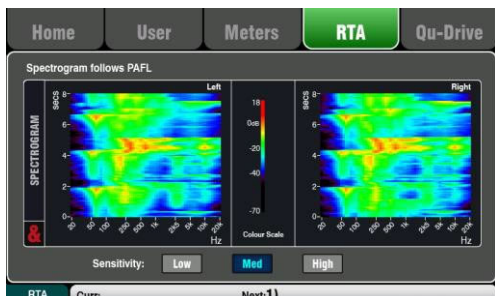 Home User Meters RTA Qu-Drive
Spectrogram follows PAFL
Left Right
SPECTROGRAM
secs
8
6
4
2
0
20 50 100 200 500 1K 2K5 5K 10K 20K
Hz
18
0dB
-20
-40
-70
Colour Scale
secs
8
6
4
2
0
20 50 100 200 500 1K 2K5 5K 10K 20K
Hz
&
Sensitivity: Low Med High
RTA Curr: Next:1)